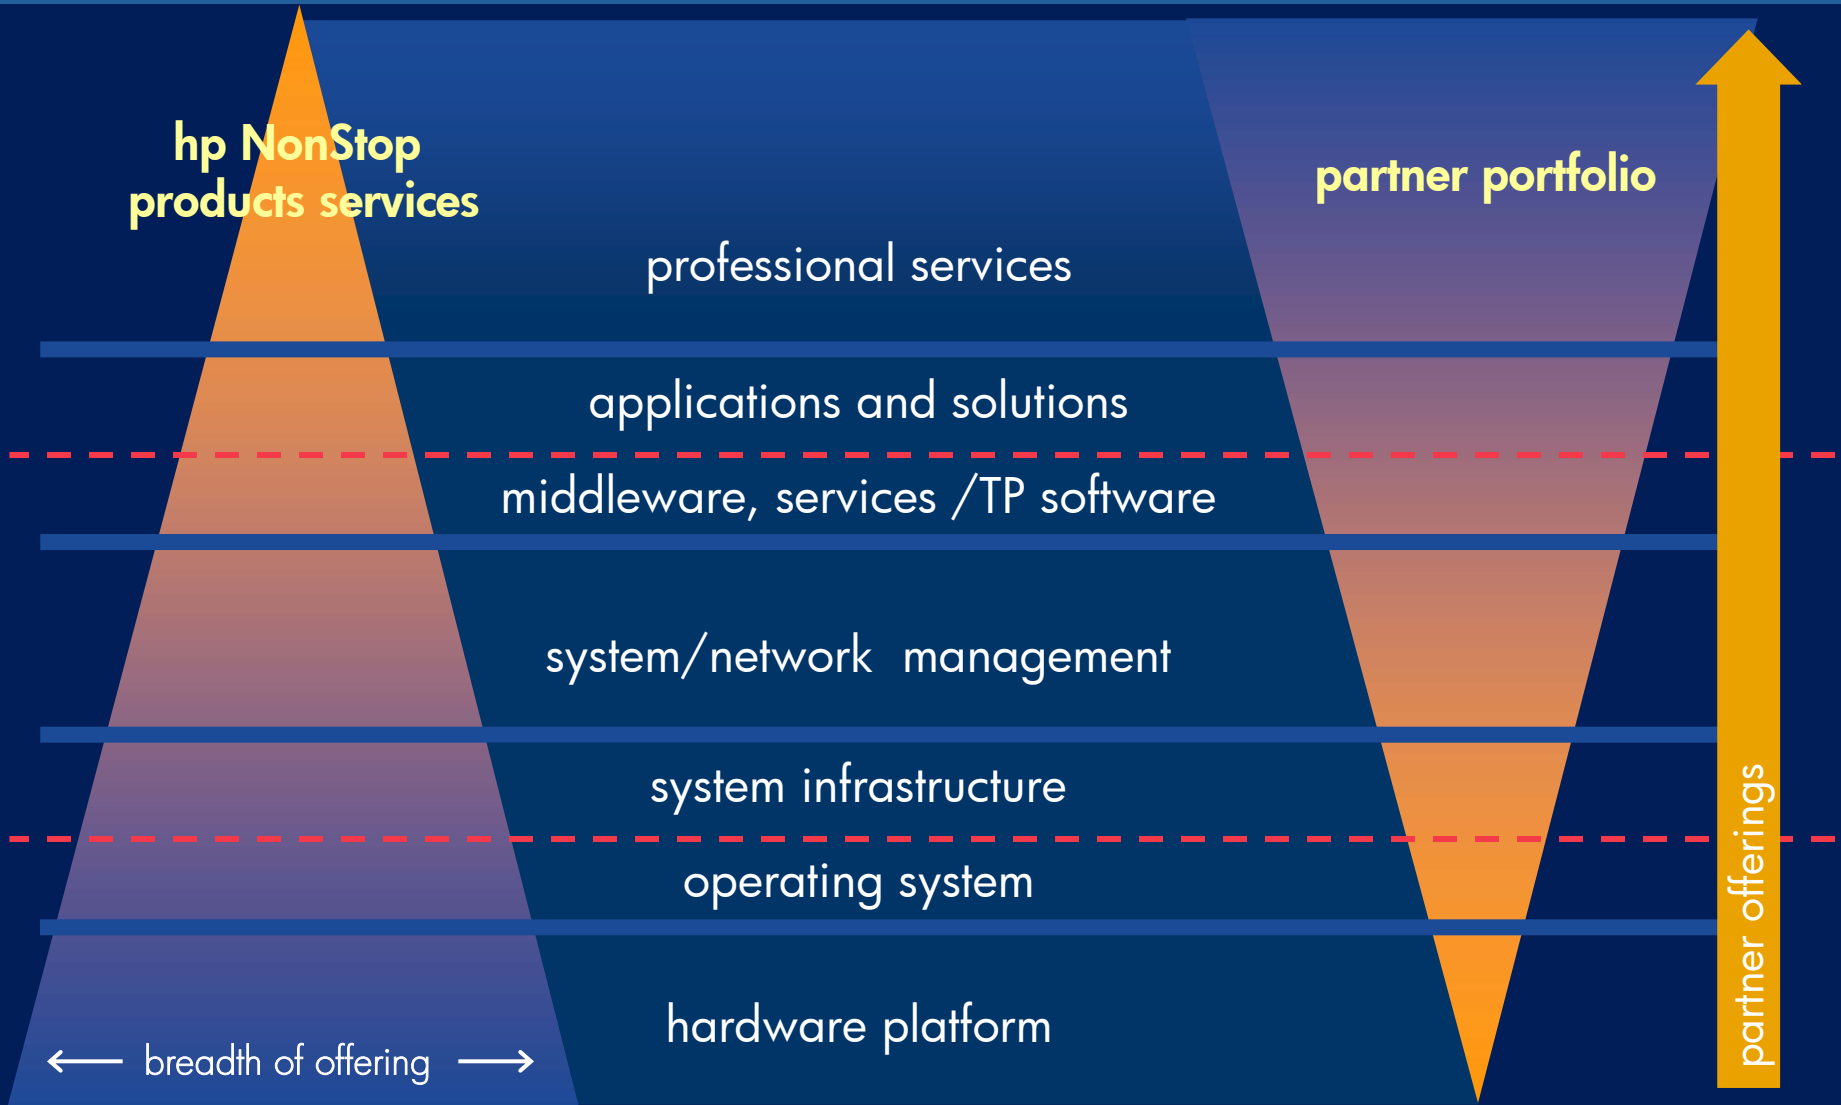 hp NonStop
products services
partner portfolio
professional services
applications and solutions
middleware, services /TP software
system/network  management
system infrastructure
operating system
hardware platform
breadth of offering
partner offerings